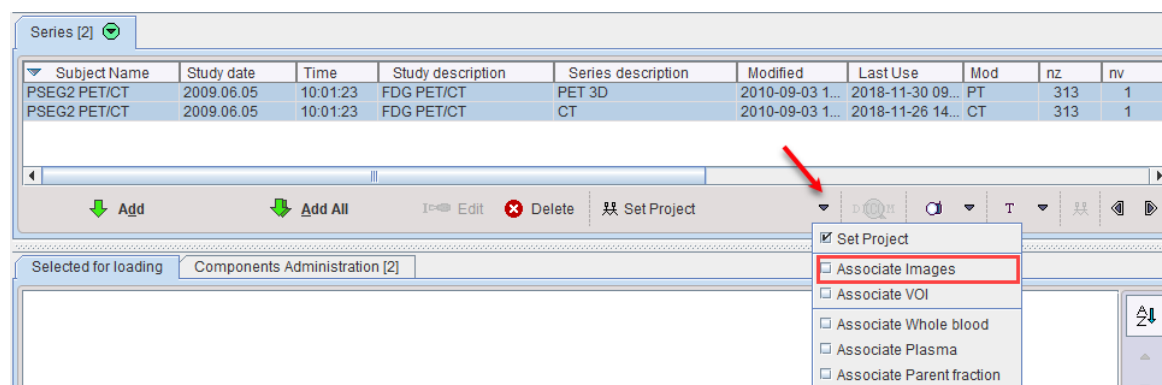 Series [2]
Subject Name Study date Time Study description Series description Modified Last Use Mod nz nv
PSEG2 PET/CT 2009.06.05 10:01:23 FDG PET/CT PET 3D 2010-09-03 1... 2018-11-30 09... PT 313 1
PSEG2 PET/CT 2009.06.05 10:01:23 FDG PET/CT CT 2010-09-03 1... 2018-11-26 14... CT 313 1
Add Add All Edit Delete Set Project T
Set Project
Selected for loading Components Administration [2]
Associate Images
Associate VOI
Associate Whole blood
Associate Plasma
Associate Parent fraction
A
Z